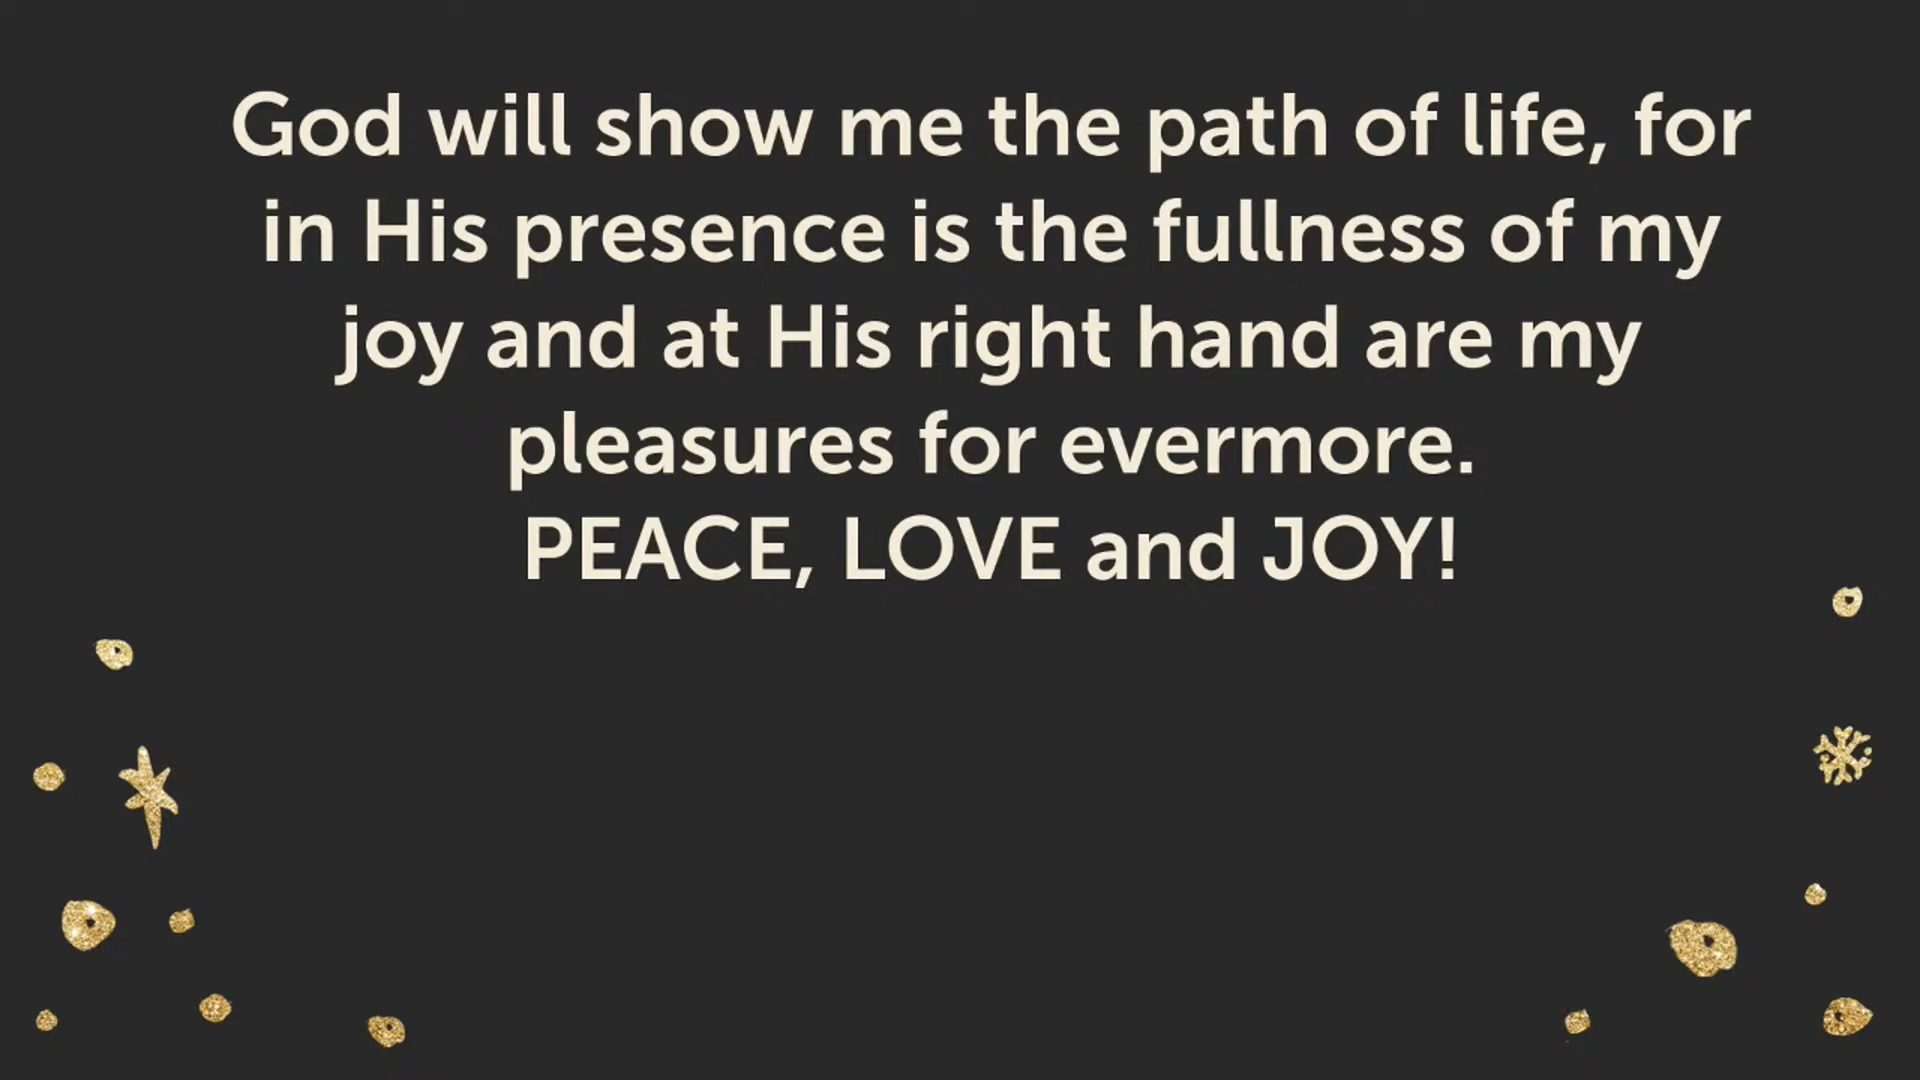 God will show me the path of life, for
in His presence is the fullness of my
joy and at His right hand are my
pleasures for evermore.
PEACE, LOVE and JOY!